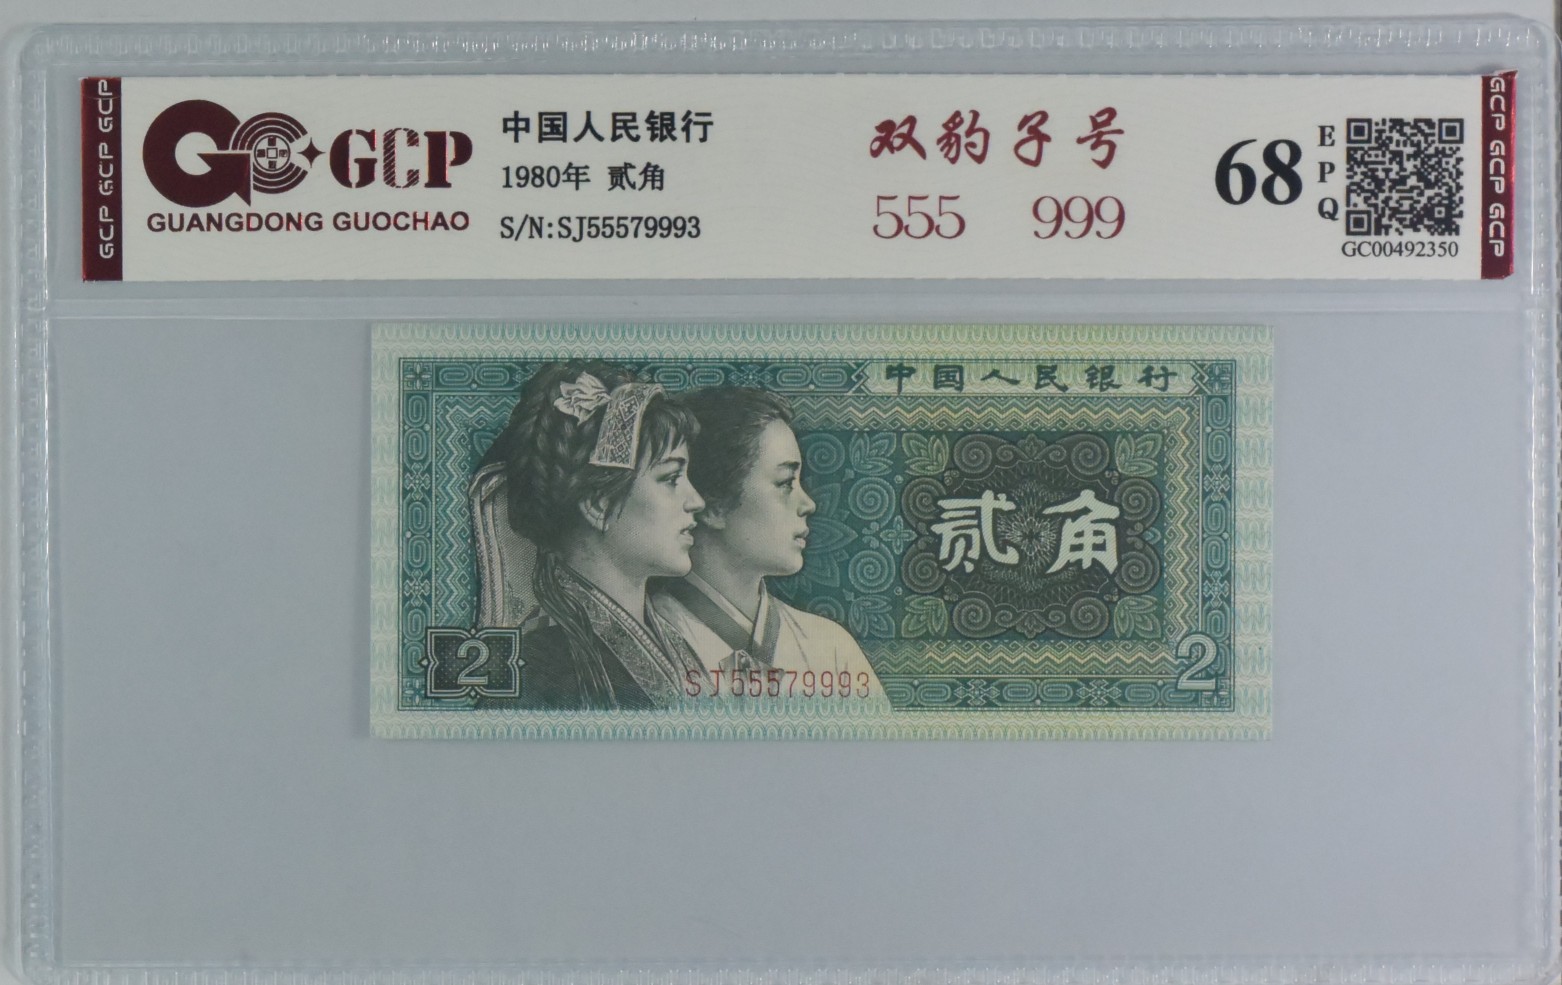 GCP GCP GCP
GCP
GUANGDONG GUOCHAO
中国人民银行
1980年 贰角
S/N:SJ55579993
双豹子号
555 999
68
EPQ
GC00492350
GCP GCP GCP
中国人民银行
贰角
2
SJ55579993
2